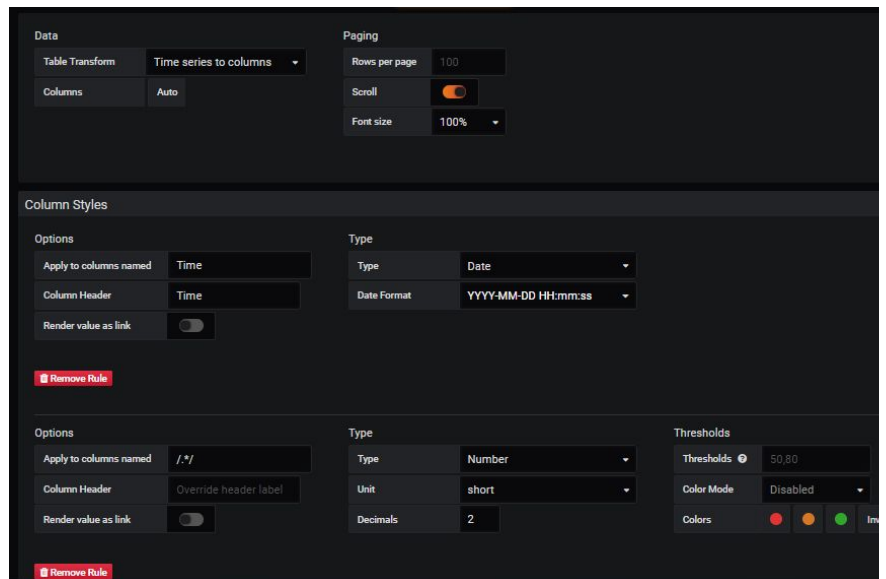 Data Paging
Table Transform Time series to columns Rows per page 100
Columns Auto Scroll
Font size 100%
Column Styles
Options Type
Apply to columns named Time Type Date
Column Header Time Date Format YYYY-MM-DD HH:mm:ss
Render value as link
Remove Rule
Options Type Thresholds
Apply to columns named /.*/ Type Number Thresholds 50,80
Column Header Override header label Unit short Color Mode Disabled
Render value as link Decimals 2 Colors
Remove Rule